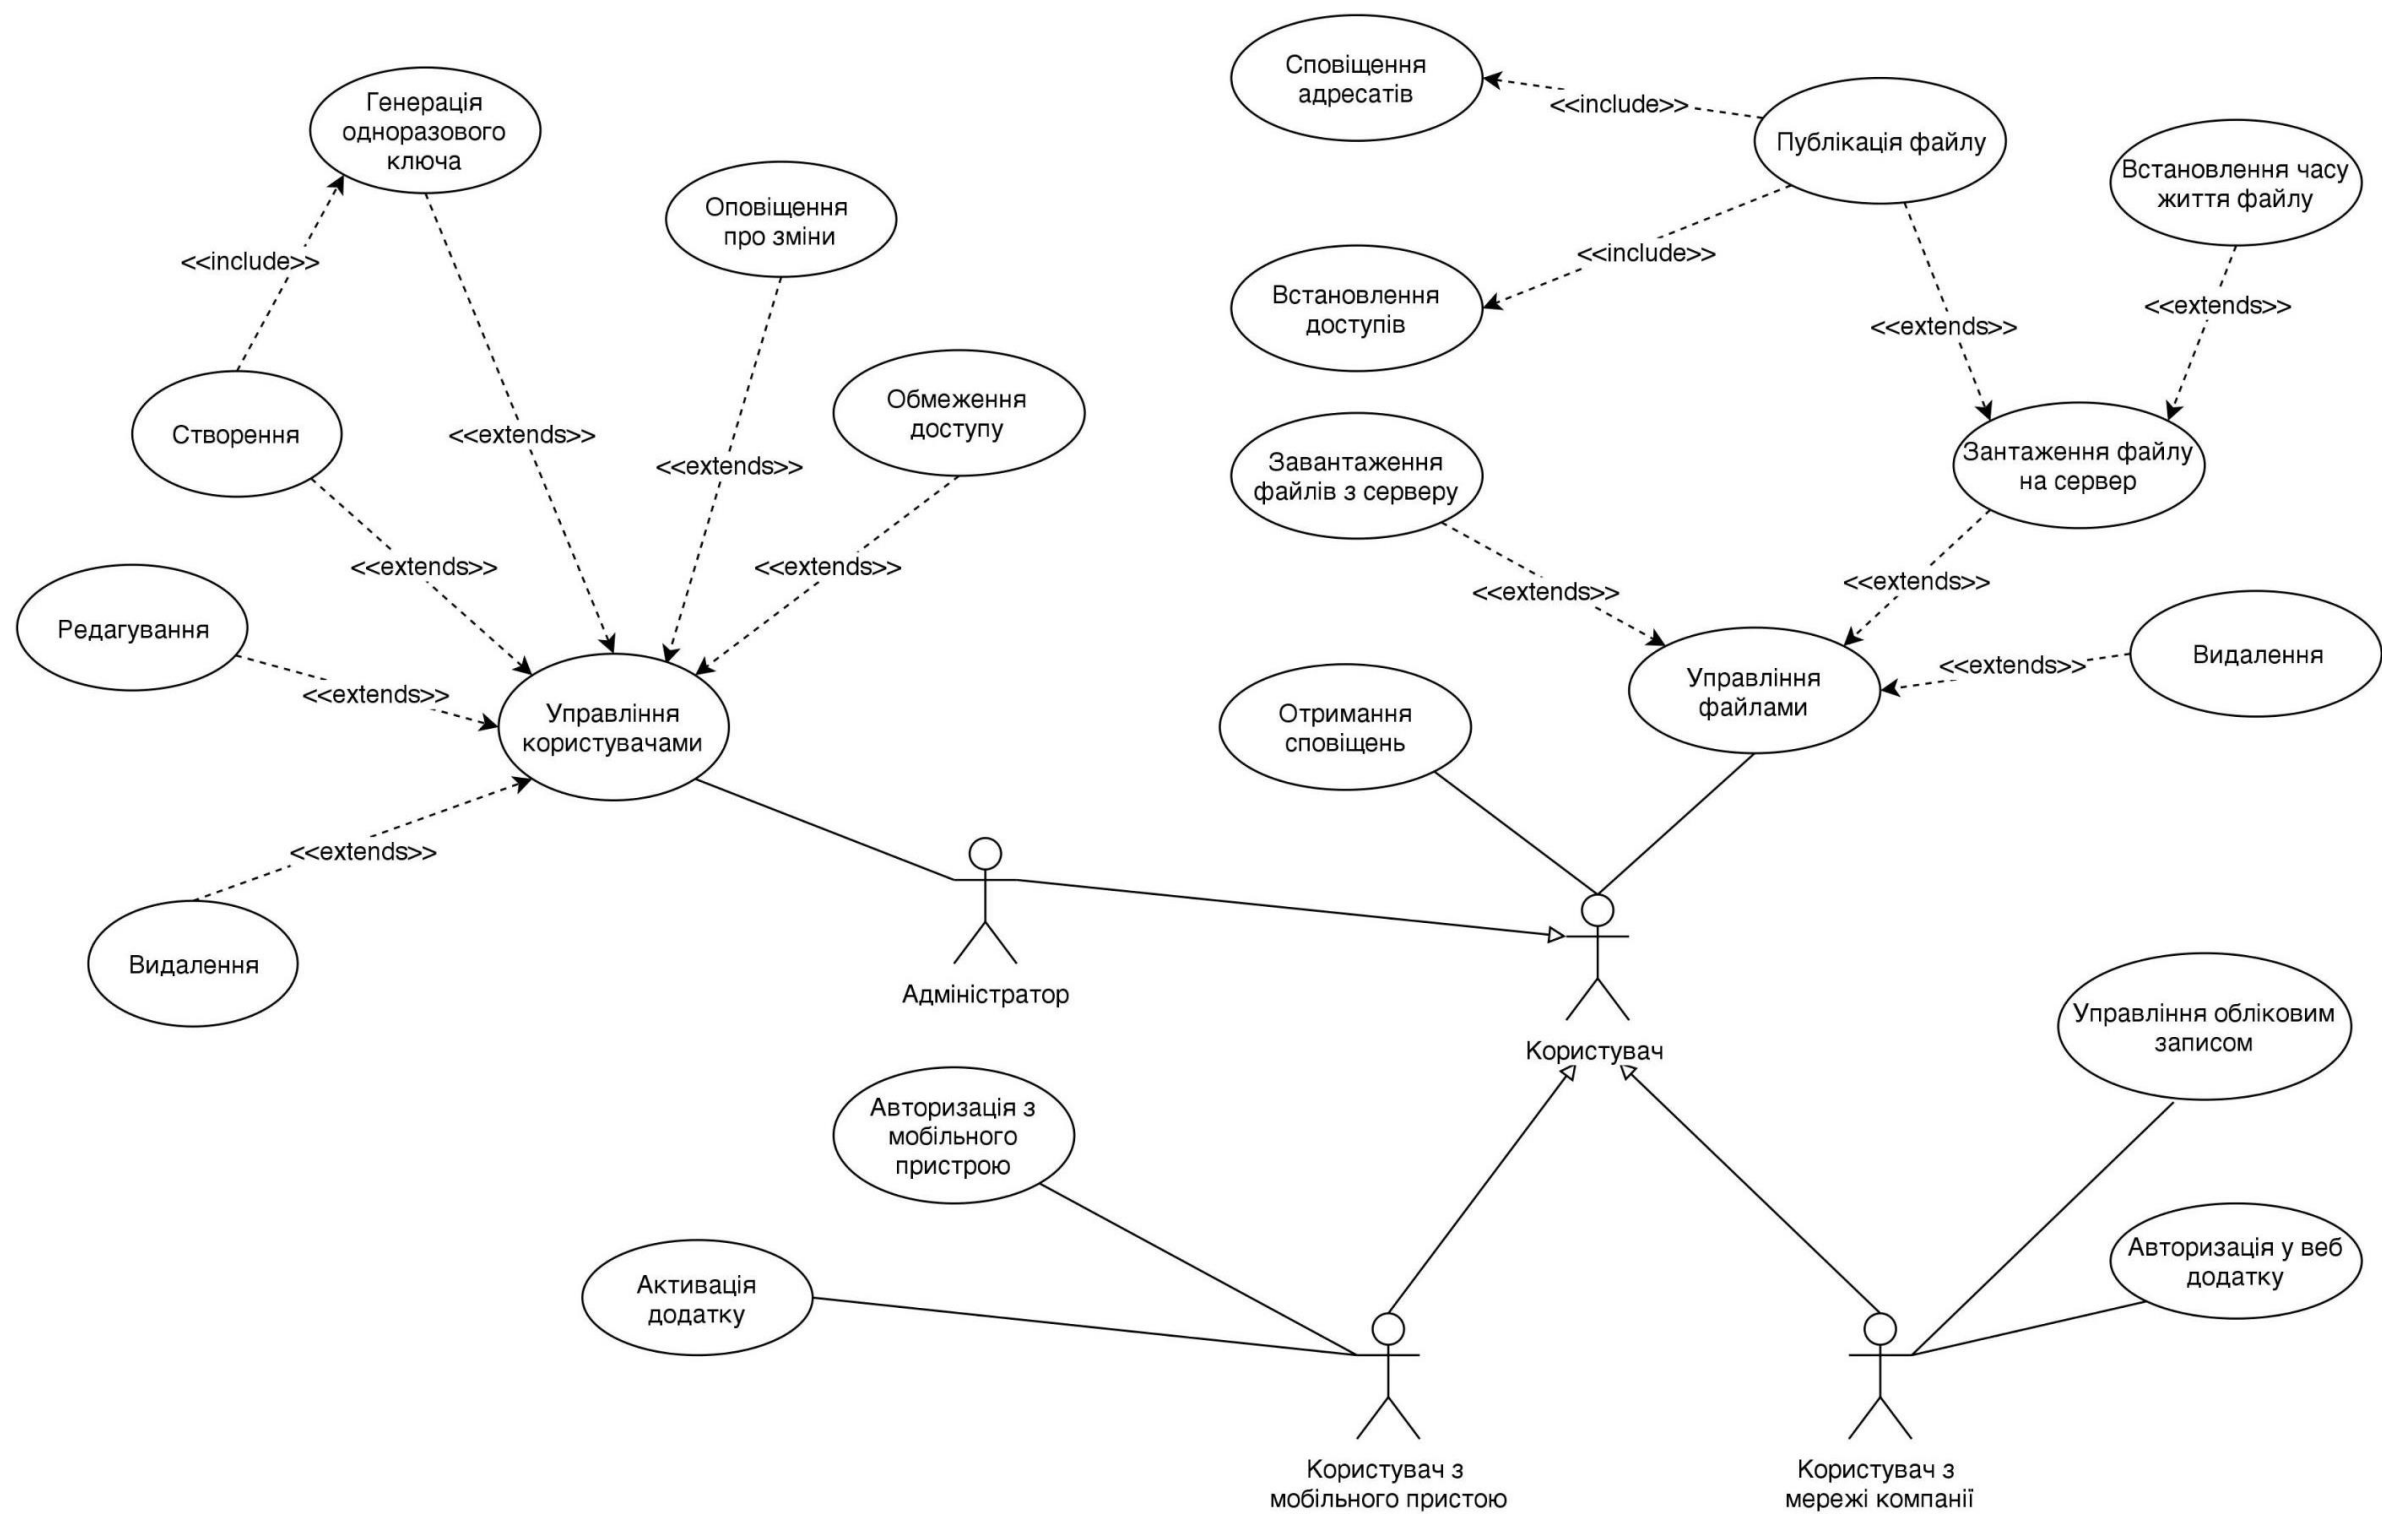 Сповіщення
адресатів
<<include>>
Публікація файлу
Генерація
одноразового
ключа
Встановлення часу
життя файлу
Оповіщення
про зміни
<<include>>
<<include>>
Встановлення
доступів
<<extends>>
<<extends>>
Обмеження
доступу
Створення
<<extends>>
<<extends>>
Завантаження
файлів з серверу
Зантаження файлу
на сервер
<<extends>>
<<extends>>
<<extends>>
<<extends>>
Редагування
<<extends>>
<<extends>>
Видалення
Управління
файлами
Управління
користувачами
Отримання
сповіщень
<<extends>>
Видалення
Адміністратор
Користувач
Управління обліковим
записом
Авторизація з
мобільного
пристрою
Активація
додатку
Авторизація у веб
додатку
Користувач з
мобільного пристою
Користувач з
мережі компанії